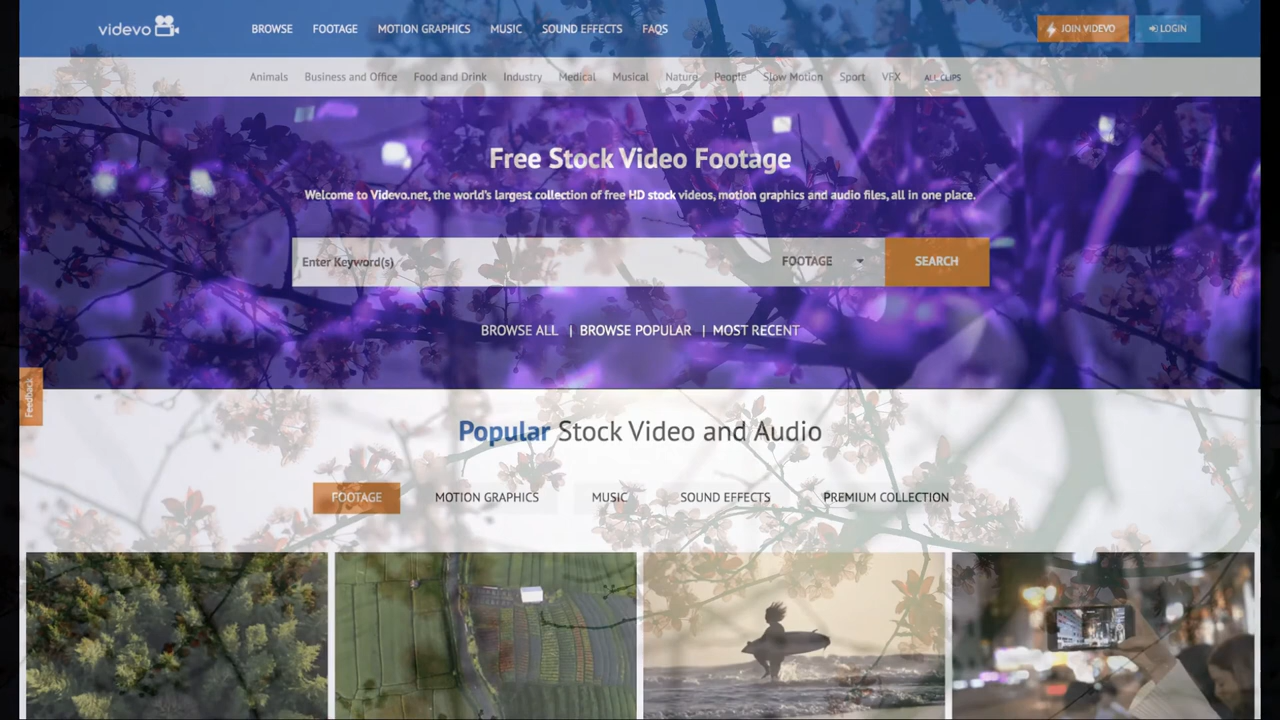 videvo
BROWSE FOOTAGE MOTION GRAPHICS MUSIC SOUND EFFECTS FAQS
JOIN VIDEVO LOGIN
Animals Business and Office Food and Drink Industry Medical Musical Nature People Slow Motion Sport VFX ALL CLIPS
Free Stock Video Footage
Welcome to Videvo.net, the world's largest collection of free HD stock videos, motion graphics and audio files, all in one place.
Enter Keyword(s) FOOTAGE SEARCH
BROWSE ALL | BROWSE POPULAR | MOST RECENT
Feedback
Popular Stock Video and Audio
FOOTAGE MOTION GRAPHICS MUSIC SOUND EFFECTS PREMIUM COLLECTION